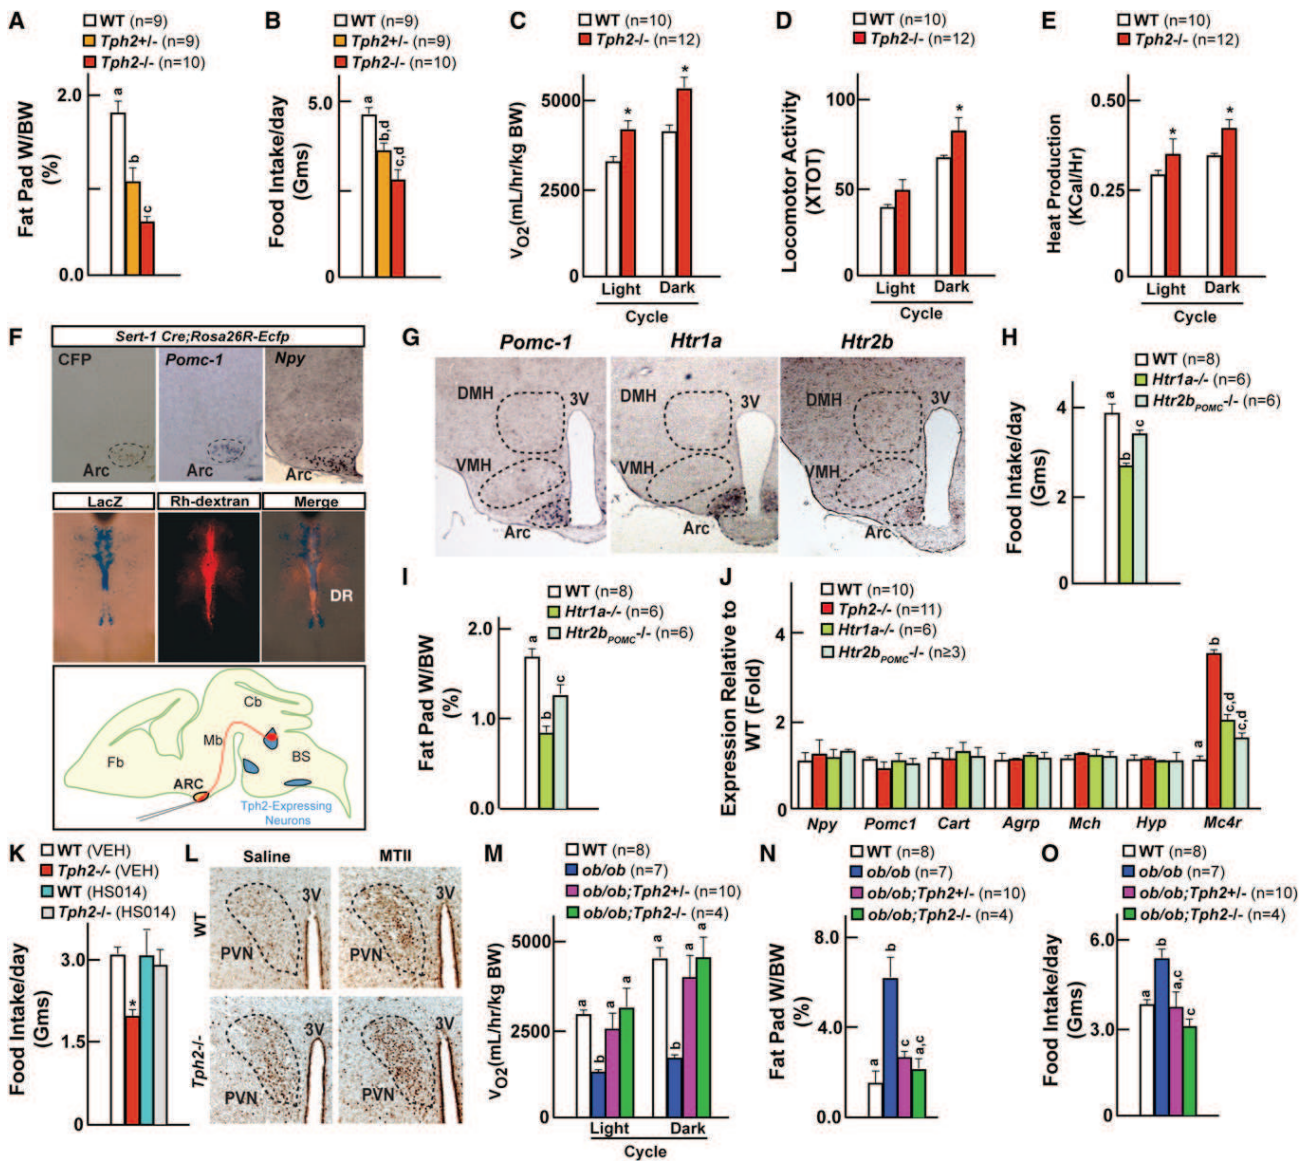 A
WT (n=9)
Tph2+/- (n=9)
Tph2-/- (n=10)
Fat Pad W/BW
(%)
2.0
1.0
0.0
a
b
c
B
WT (n=9)
Tph2+/- (n=9)
Tph2-/- (n=10)
Food Intake/day
(Gms)
5.0
2.5
0
a
b,d
c,d
C
WT (n=10)
Tph2-/- (n=12)
VO2(mL/hr/kg BW)
5000
2500
0
*
*
Light Dark
Cycle
D
WT (n=10)
Tph2-/- (n=12)
Locomotor Activity
(XTOT)
100
50
0
*
Light Dark
Cycle
E
WT (n=10)
Tph2-/- (n=12)
Heat Production
(KCal/Hr)
0.50
0.25
0
*
*
Light Dark
Cycle
F
Sert-1 Cre;Rosa26R-Ecfp
CFP Pomc-1 Npy
Arc Arc Arc
LacZ Rh-dextran Merge
DR
Cb
Mb
Fb
BS
ARC
Tph2-Expressing
Neurons
G
Pomc-1 Htr1a Htr2b
DMH 3V DMH 3V DMH 3V
VMH VMH VMH
Arc Arc Arc
H
WT (n=8)
Htr1a-/- (n=6)
Htr2bPOMC-/- (n=6)
Food Intake/day
(Gms)
4
2
0
a
b
c
I
WT (n=8)
Htr1a-/- (n=6)
Htr2bPOMC-/- (n=6)
Fat Pad W/BW
(%)
2.0
1.0
0.0
a
b
c
J
WT (n=10)
Tph2-/- (n=11)
Htr1a-/- (n=6)
Htr2bPOMC-/- (n≥3)
Expression Relative to
WT (Fold)
4
2
0
a
b
c,d
c,d
Npy Pomc1 Cart Agrp Mch Hyp Mc4r
K
WT (VEH)
Tph2-/- (VEH)
WT (HS014)
Tph2-/- (HS014)
Food Intake/day
(Gms)
3.0
1.5
0
*
L
Saline MTII
WT
3V 3V
PVN PVN
Tph2-/-
3V 3V
PVN PVN
M
WT (n=8)
ob/ob (n=7)
ob/ob;Tph2+/- (n=10)
ob/ob;Tph2-/- (n=4)
VO2(mL/hr/kg BW)
5000
2500
0
a
b
a
a
a
b
a
a
Light Dark
Cycle
N
WT (n=8)
ob/ob (n=7)
ob/ob;Tph2+/- (n=10)
ob/ob;Tph2-/- (n=4)
Fat Pad W/BW
(%)
8.0
4.0
0.0
a
b
c
a,c
O
WT (n=8)
ob/ob (n=7)
ob/ob;Tph2+/- (n=10)
ob/ob;Tph2-/- (n=4)
Food Intake/day
(Gms)
6.0
3.0
0
a
b
a,c
c